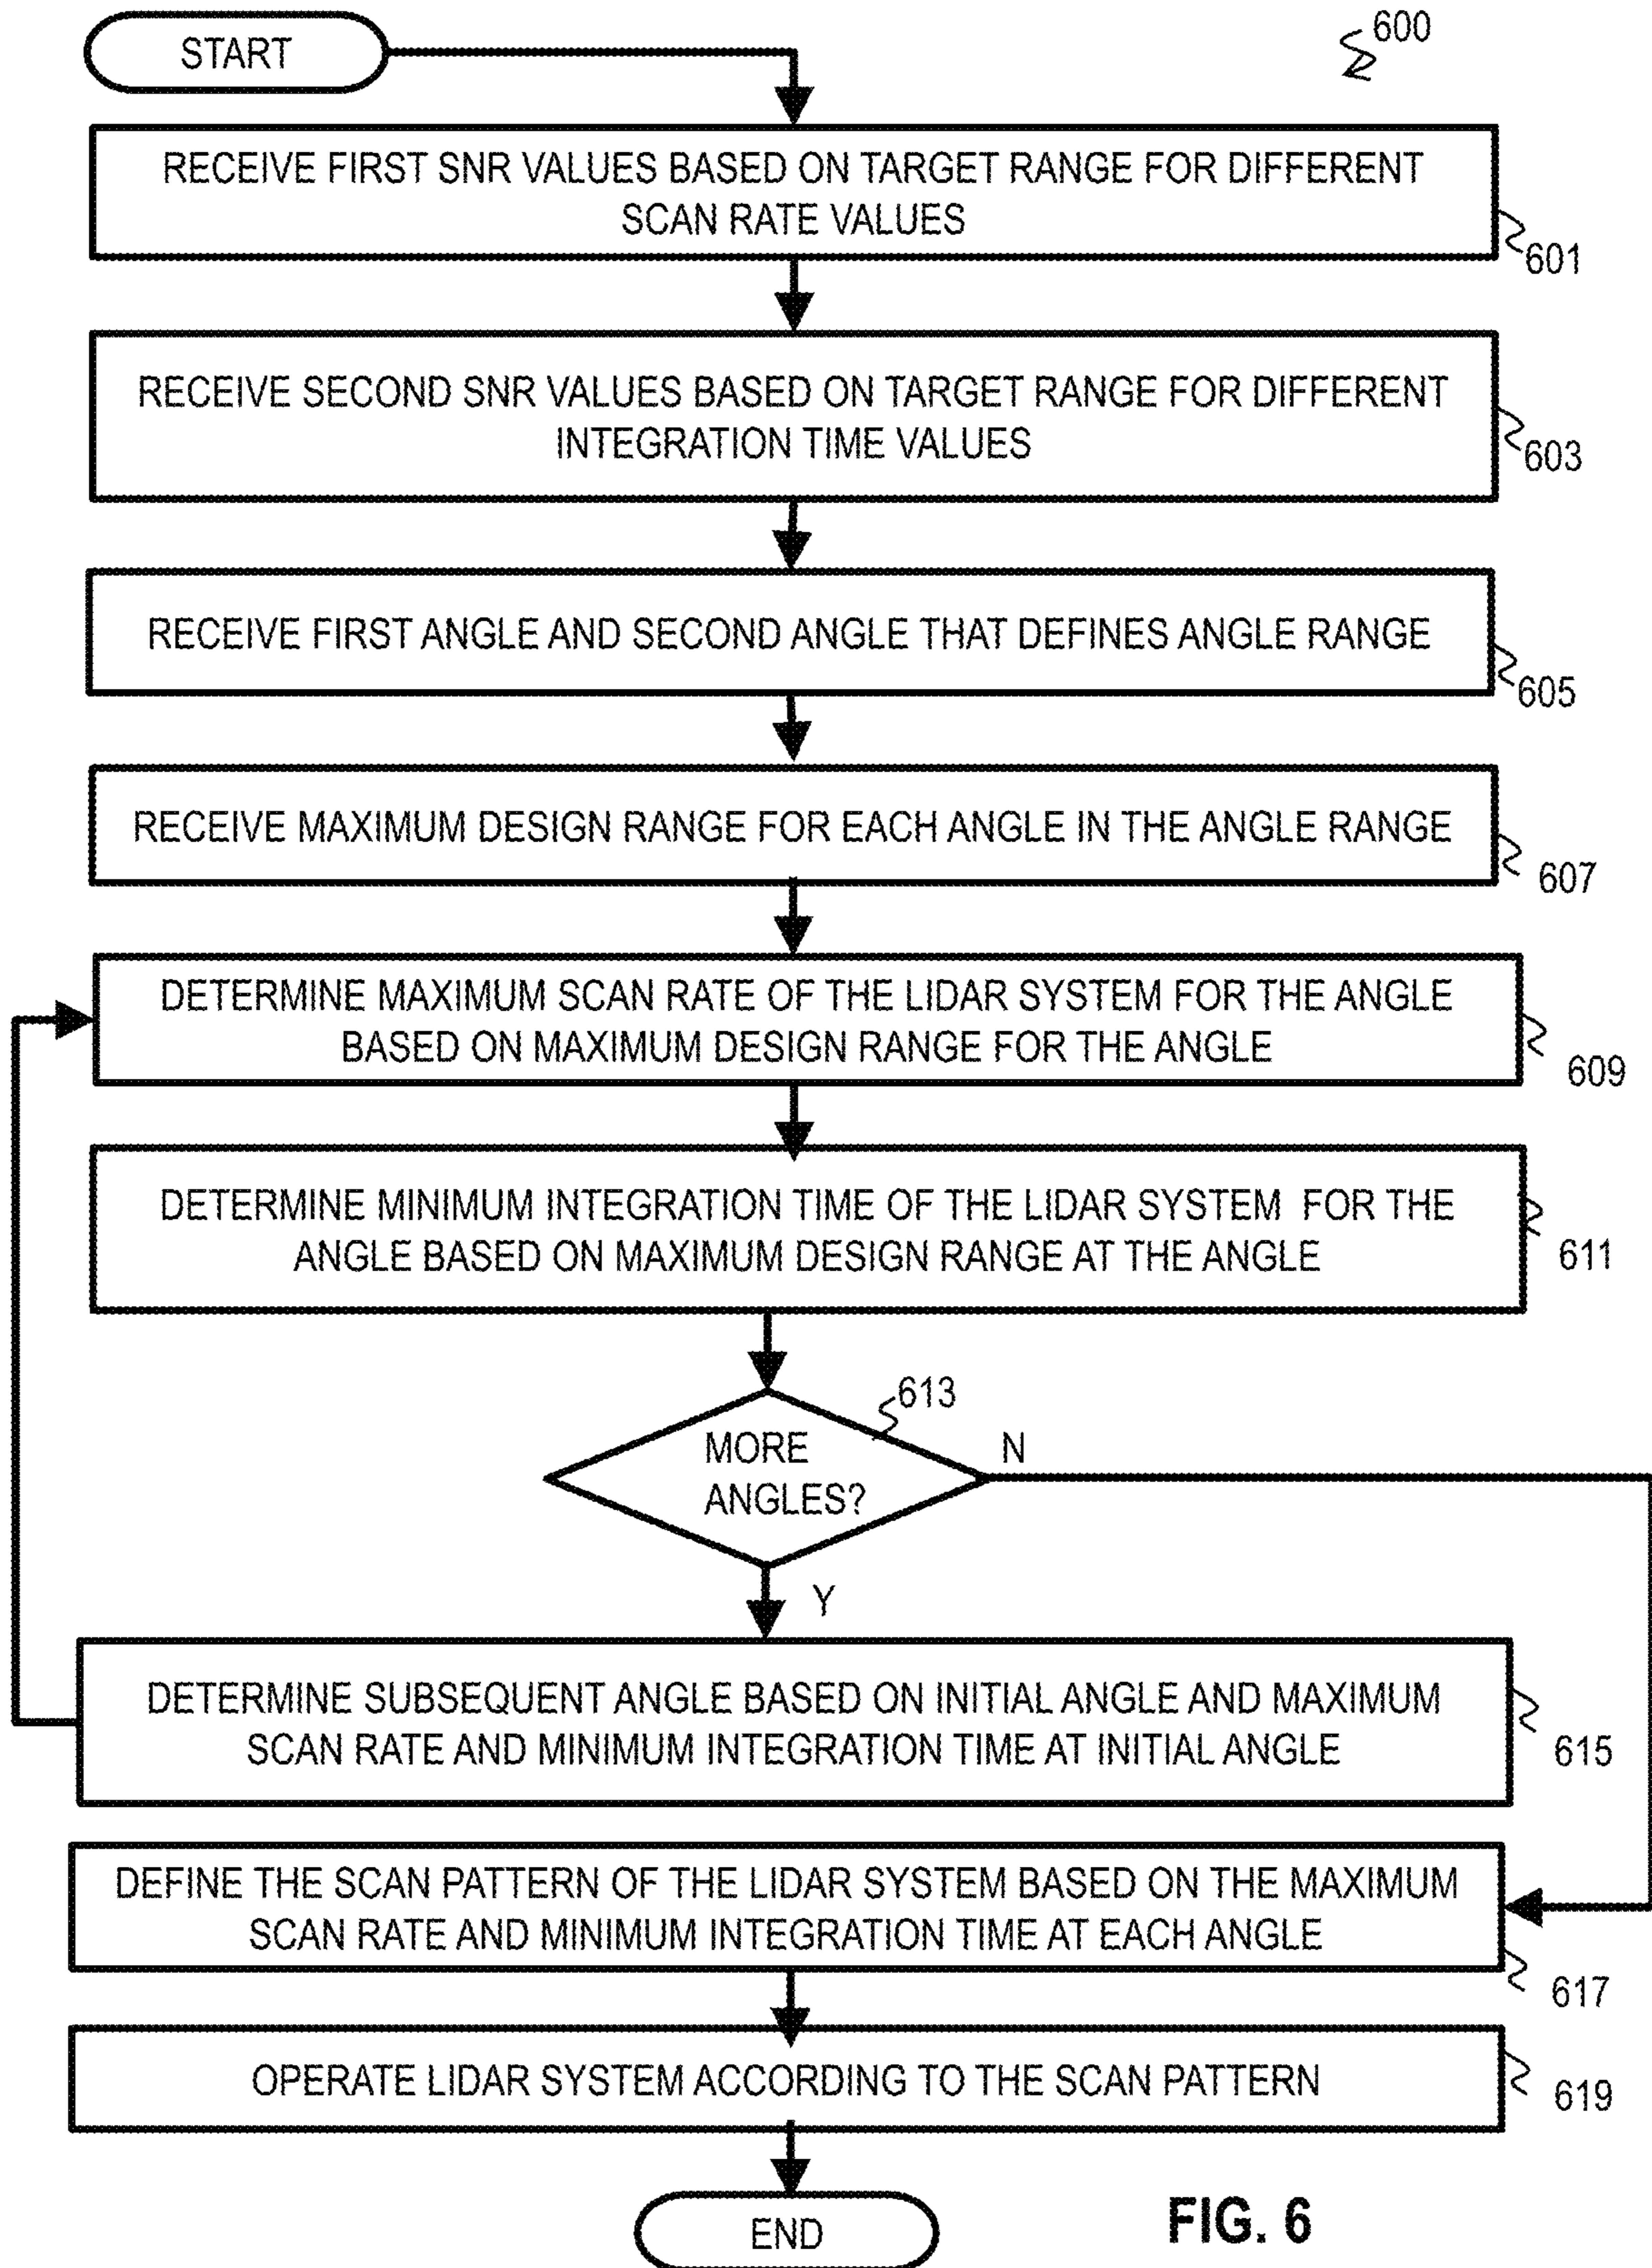 START
600
RECEIVE FIRST SNR VALUES BASED ON TARGET RANGE FOR DIFFERENT
SCAN RATE VALUES
601
RECEIVE SECOND SNR VALUES BASED ON TARGET RANGE FOR DIFFERENT
INTEGRATION TIME VALUES
603
RECEIVE FIRST ANGLE AND SECOND ANGLE THAT DEFINES ANGLE RANGE
605
RECEIVE MAXIMUM DESIGN RANGE FOR EACH ANGLE IN THE ANGLE RANGE
607
DETERMINE MAXIMUM SCAN RATE OF THE LIDAR SYSTEM FOR THE ANGLE
BASED ON MAXIMUM DESIGN RANGE FOR THE ANGLE
609
DETERMINE MINIMUM INTEGRATION TIME OF THE LIDAR SYSTEM FOR THE
ANGLE BASED ON MAXIMUM DESIGN RANGE AT THE ANGLE
611
613
MORE
ANGLES?
N
Y
DETERMINE SUBSEQUENT ANGLE BASED ON INITIAL ANGLE AND MAXIMUM
SCAN RATE AND MINIMUM INTEGRATION TIME AT INITIAL ANGLE
615
DEFINE THE SCAN PATTERN OF THE LIDAR SYSTEM BASED ON THE MAXIMUM
SCAN RATE AND MINIMUM INTEGRATION TIME AT EACH ANGLE
617
OPERATE LIDAR SYSTEM ACCORDING TO THE SCAN PATTERN
619
END
FIG. 6